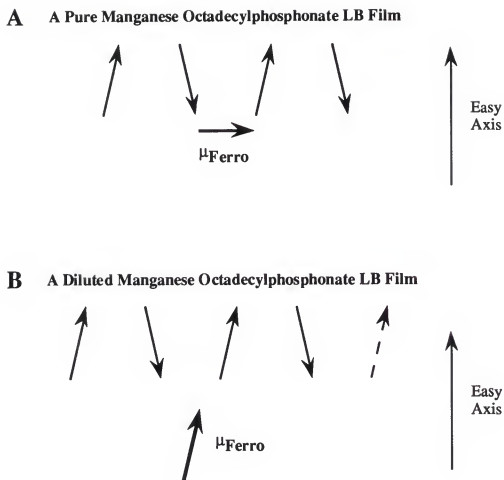 A A Pure Manganese Octadecylphosphonate LB Film
Easy
Axis
μFerro
B A Diluted Manganese Octadecylphosphonate LB Film
Easy
Axis
μFerro